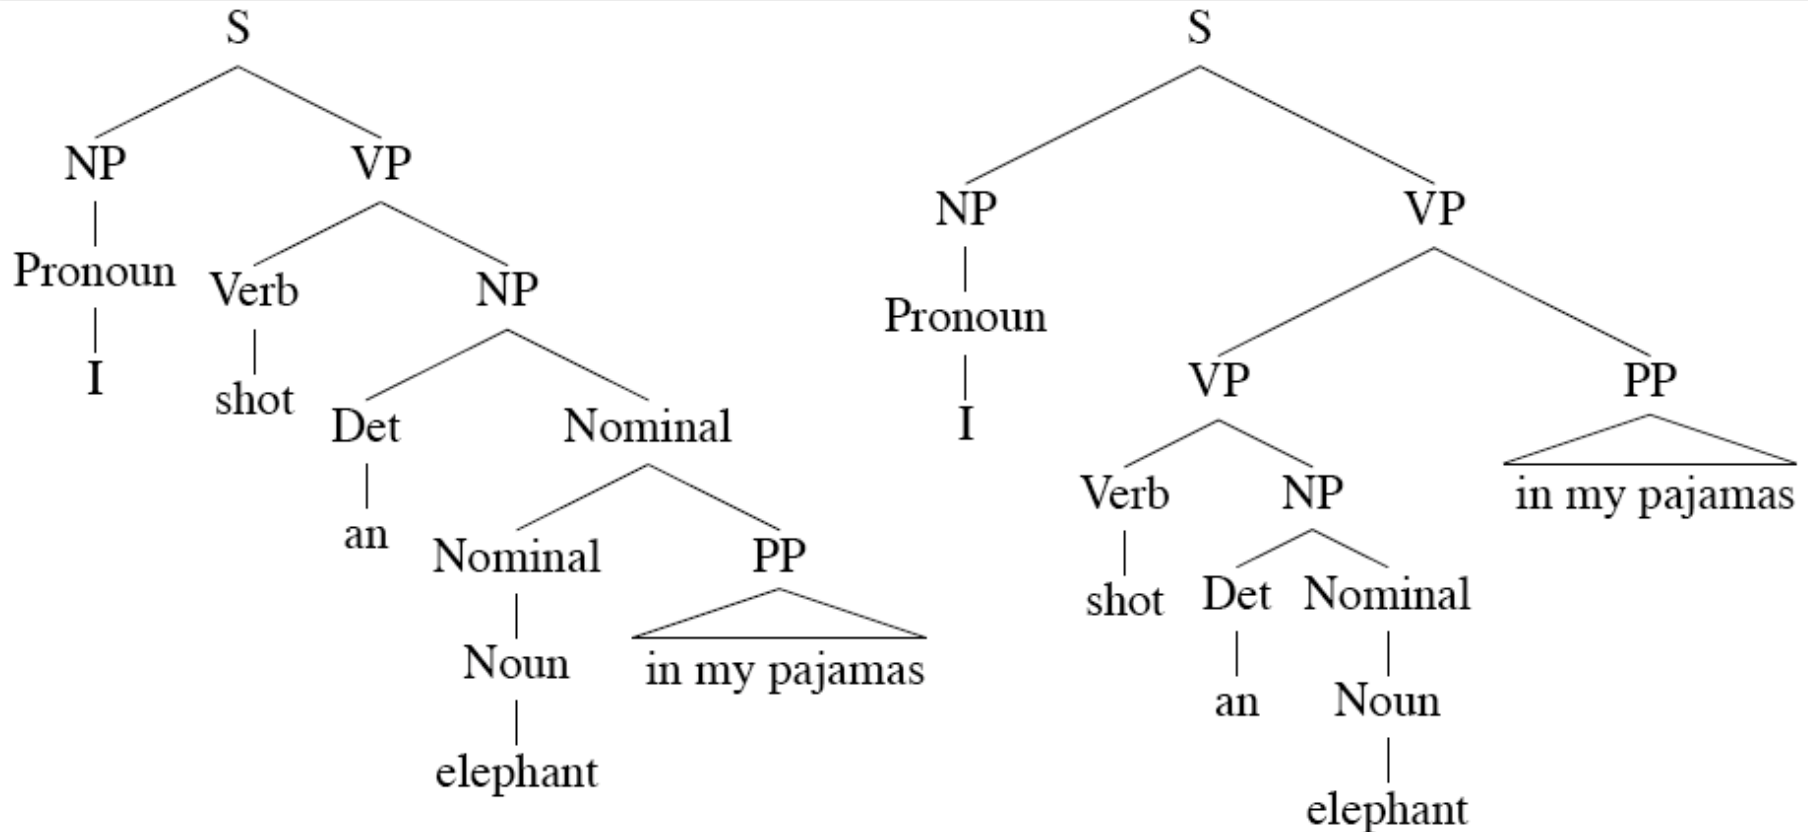 S
NP VP
Pronoun Verb NP
I shot Det Nominal
an Nominal PP
Noun in my pajamas
elephant
S
NP VP
Pronoun VP PP
I Verb NP in my pajamas
shot Det Nominal
an Noun
elephant